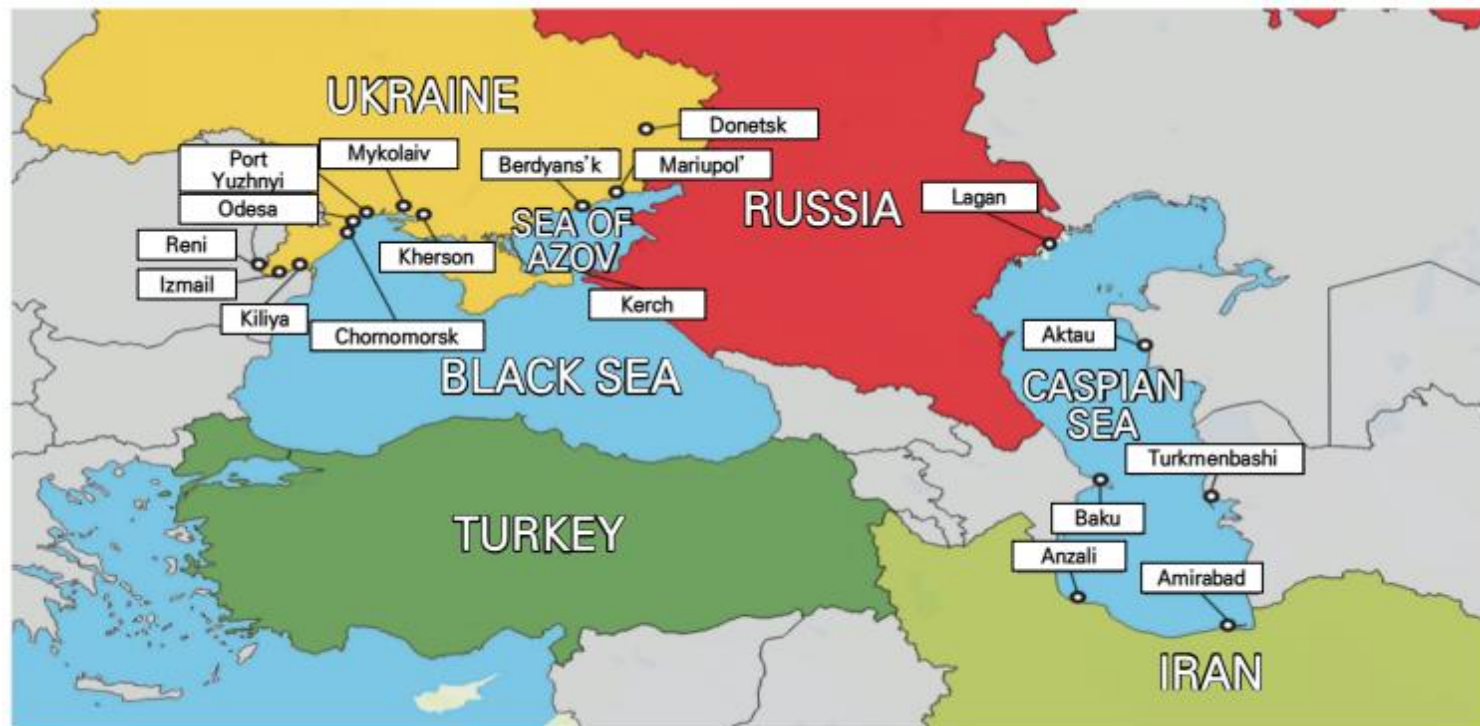 UKRAINE
Donetsk
Mykolaiv
Port
Yuzhnyi
Berdyans'k
Mariupol'
Odesa
RUSSIA
Lagan
SEA OF
AZOV
Reni
Kherson
Izmail
Kerch
Kiliya
Chornomorsk
Aktau
BLACK SEA
CASPIAN
SEA
Turkmenbashi
TURKEY
Baku
Anzali
Amirabad
IRAN